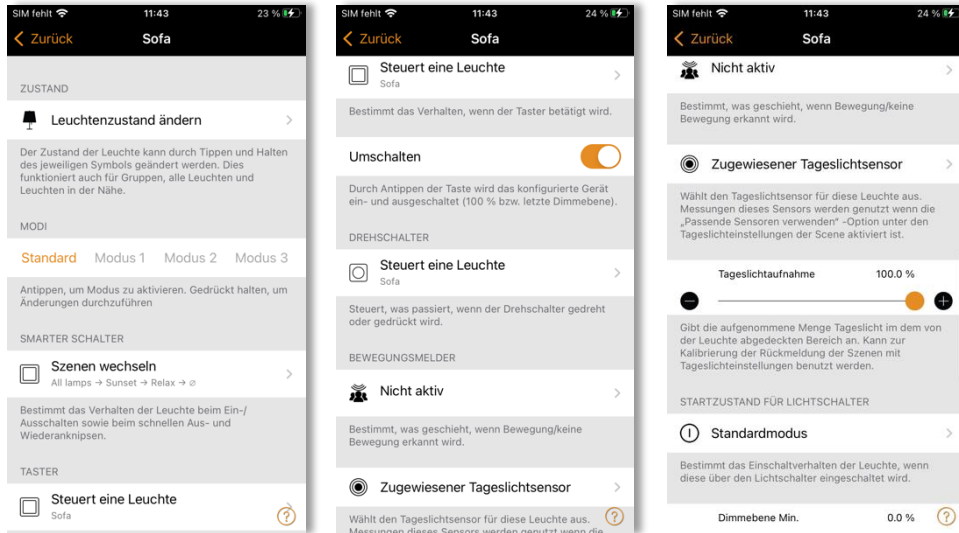 SIM fehlt 11:43 23 %
Zurück Sofa
ZUSTAND
Leuchtenzustand ändern
Der Zustand der Leuchte kann durch Tippen und Halten
des jeweiligen Symbols geändert werden. Dies
funktioniert auch für Gruppen, alle Leuchten und
Leuchten in der Nähe.
MODI
Standard Modus 1 Modus 2 Modus 3
Antippen, um Modus zu aktivieren. Gedrückt halten, um
Änderungen durchzuführen
SMARTER SCHALTER
Szenen wechseln
All lamps → Sunset → Relax → ∅
Bestimmt das Verhalten der Leuchte beim Ein-/
Ausschalten sowie beim schnellen Aus- und
Wiederanknipsen.
TASTER
Steuert eine Leuchte
Sofa
?
SIM fehlt 11:43 24 %
Zurück Sofa
Steuert eine Leuchte
Sofa
Bestimmt das Verhalten, wenn der Taster betätigt wird.
Umschalten
Durch Antippen der Taste wird das konfigurierte Gerät
ein- und ausgeschaltet (100 % bzw. letzte Dimmebene).
DREHSCHALTER
Steuert eine Leuchte
Sofa
Steuert, was passiert, wenn der Drehschalter gedreht
oder gedrückt wird.
BEWEGUNGSMELDER
Nicht aktiv
Bestimmt, was geschieht, wenn Bewegung/keine
Bewegung erkannt wird.
Zugewiesener Tageslichtsensor
Wählt den Tageslichtsensor für diese Leuchte aus.
Messungen dieses Sensors werden genutzt wenn die
?
SIM fehlt 11:43 24 %
Zurück Sofa
Nicht aktiv
Bestimmt, was geschieht, wenn Bewegung/keine
Bewegung erkannt wird.
Zugewiesener Tageslichtsensor
Wählt den Tageslichtsensor für diese Leuchte aus.
Messungen dieses Sensors werden genutzt wenn die
„Passende Sensoren verwenden" -Option unter den
Tageslichteinstellungen der Scene aktiviert ist.
Tageslichtaufnahme 100.0 %
Gibt die aufgenommene Menge Tageslicht im dem von
der Leuchte abgedeckten Bereich an. Kann zur
Kalibrierung der Rückmeldung der Szenen mit
Tageslichteinstellungen benutzt werden.
STARTZUSTAND FÜR LICHTSCHALTER
Standardmodus
Bestimmt das Einschaltverhalten der Leuchte, wenn
diese über den Lichtschalter eingeschaltet wird.
Dimmebene Min. 0.0 %
?